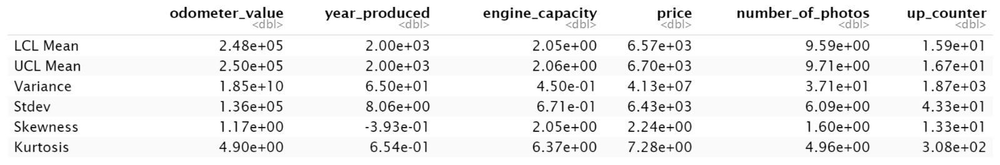 odometer_value year_produced engine_capacity price number_of_photos up_counter
<dbl> <dbl> <dbl> <dbl> <dbl> <dbl>
LCL Mean 2.48e+05 2.00e+03 2.05e+00 6.57e+03 9.59e+00 1.59e+01
UCL Mean 2.50e+05 2.00e+03 2.06e+00 6.70e+03 9.71e+00 1.67e+01
Variance 1.85e+10 6.50e+01 4.50e-01 4.13e+07 3.71e+01 1.87e+03
Stdev 1.36e+05 8.06e+00 6.71e-01 6.43e+03 6.09e+00 4.33e+01
Skewness 1.17e+00 -3.93e-01 2.05e+00 2.24e+00 1.60e+00 1.33e+01
Kurtosis 4.90e+00 6.54e-01 6.37e+00 7.28e+00 4.96e+00 3.08e+02